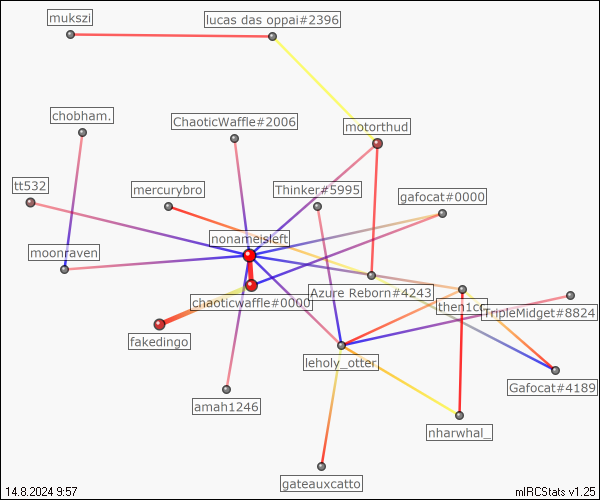 mukszi
lucas das oppai#2396
chobham.
ChaoticWaffle#2006
motorthud
tt532
mercurybro
Thinker#5995
gafocat#0000
nonameisleft
moonraven
chaoticwaffle#0000
Azure Reborn#4243
then1cc
TripleMidget#8824
fakedingo
leholy_otter
Gafocat#4189
amah1246
nharwhal_
gateauxcatto
14.8.2024 9:57
mIRCStats v1.25